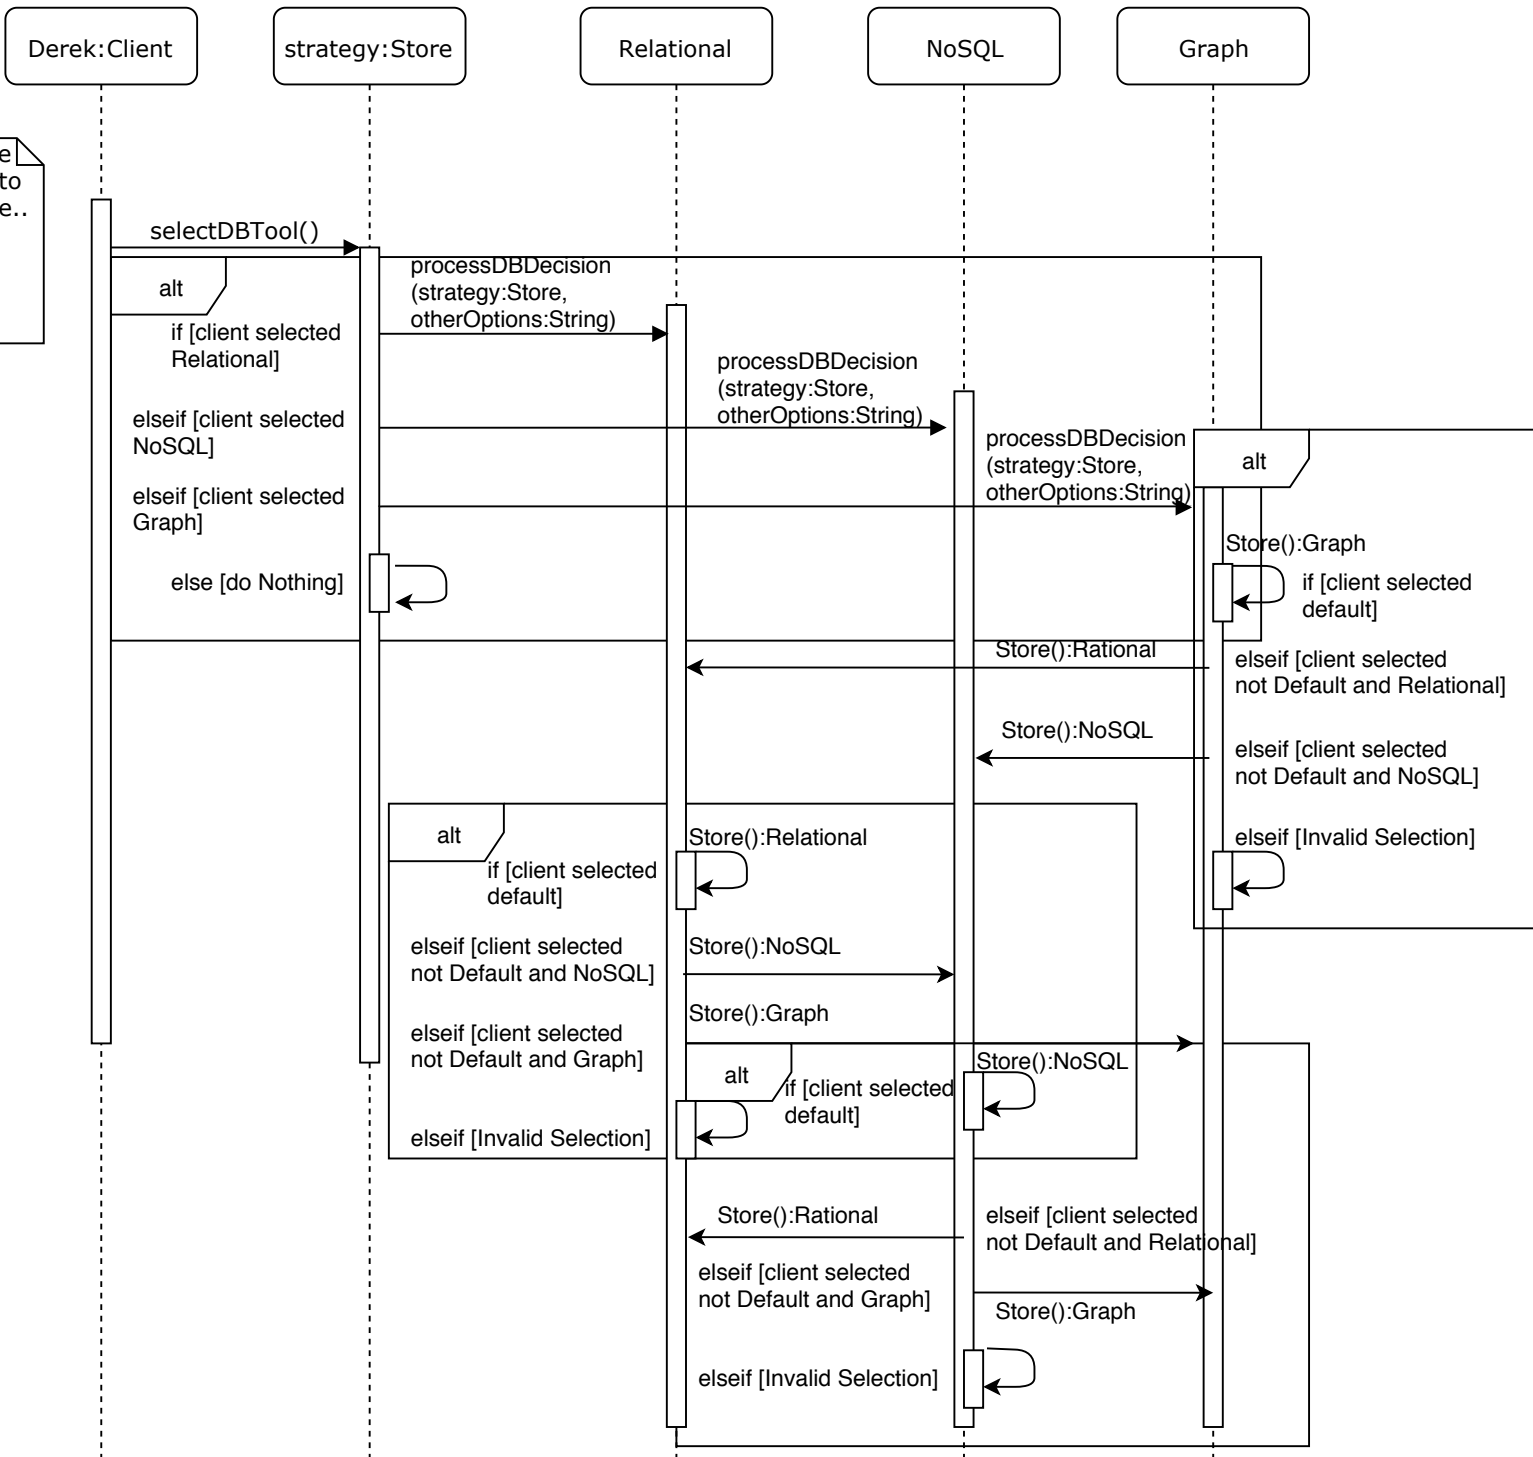 Derek:Client
strategy:Store
Relational
NoSQL
Graph
e
to
e..
selectDBTool()
alt
if [client selected
Relational]
elseif [client selected
NoSQL]
elseif [client selected
Graph]
else [do Nothing]
processDBDecision
(strategy:Store,
otherOptions:String)
processDBDecision
(strategy:Store,
otherOptions:String)
processDBDecision
(strategy:Store,
otherOptions:String)
alt
Store():Graph
if [client selected
default]
Store():Rational
elseif [client selected
not Default and Relational]
Store():NoSQL
elseif [client selected
not Default and NoSQL]
elseif [Invalid Selection]
alt
Store():Relational
if [client selected
default]
elseif [client selected
not Default and NoSQL]
Store():NoSQL
Store():Graph
elseif [client selected
not Default and Graph]
elseif [Invalid Selection]
alt
if [client selected
default]
Store():NoSQL
Store():Rational
elseif [client selected
not Default and Relational]
elseif [client selected
not Default and Graph]
Store():Graph
elseif [Invalid Selection]